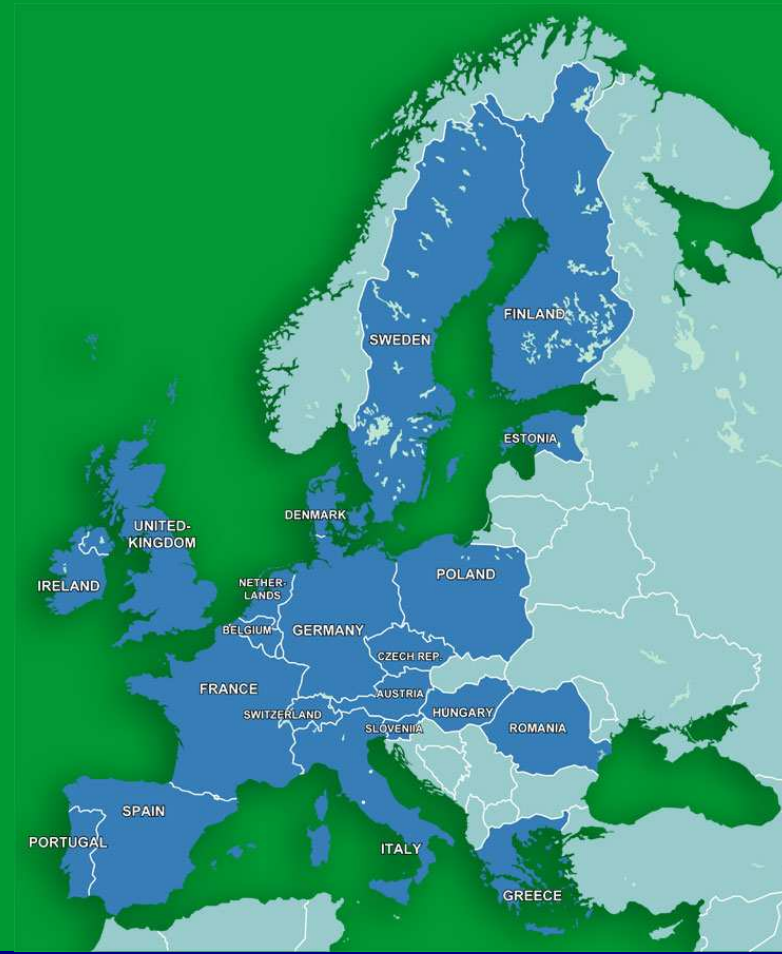 FINLAND
SWEDEN
ESTONIA
DENMARK
UNITED-
KINGDOM
IRELAND
NETHER-
LANDS
POLAND
BELGIUM
GERMANY
CZECH REP.
FRANCE
AUSTRIA
SWITZERLAND
HUNGARY
SLOVENIIA
ROMANIA
SPAIN
PORTUGAL
ITALY
GREECE